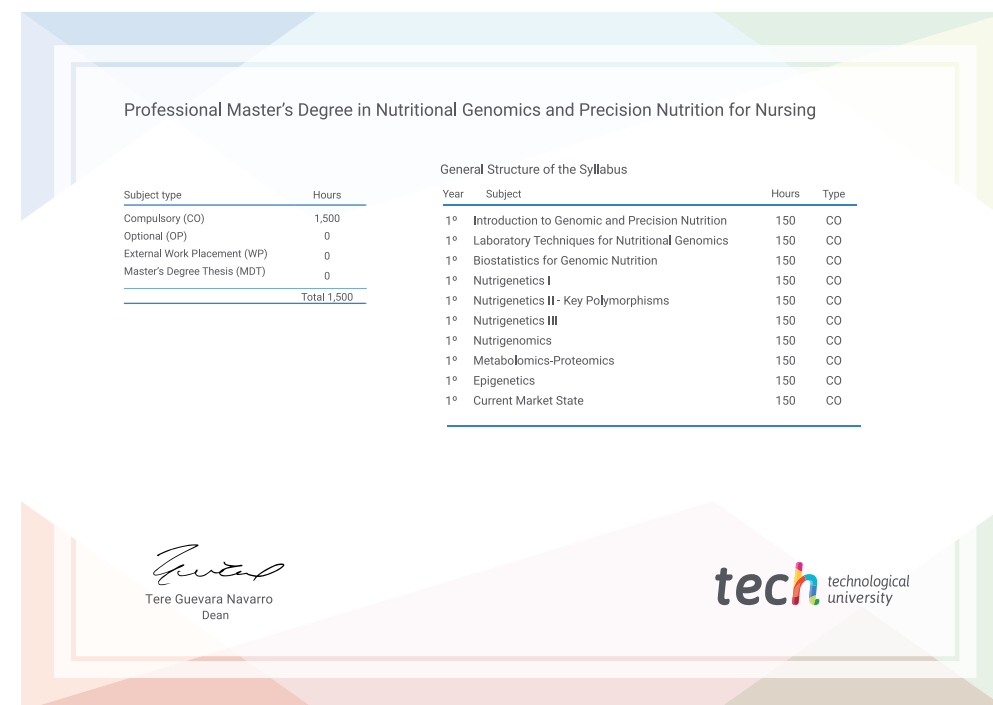 Professional Master's Degree in Nutritional Genomics and Precision Nutrition for Nursing
Subject type Hours
Compulsory (CO) 1,500
Optional (OP) 0
External Work Placement (WP) 0
Master's Degree Thesis (MDT) 0
Total 1,500
General Structure of the Syllabus
Year Subject Hours Type
1º Introduction to Genomic and Precision Nutrition 150 CO
1º Laboratory Techniques for Nutritional Genomics 150 CO
1º Biostatistics for Genomic Nutrition 150 CO
1º Nutrigenetics I 150 CO
1º Nutrigenetics II - Key Polymorphisms 150 CO
1º Nutrigenetics III 150 CO
1º Nutrigenomics 150 CO
1º Metabolomics-Proteomics 150 CO
1º Epigenetics 150 CO
1º Current Market State 150 CO
Tere Guevara Navarro
Dean
tech technological
university